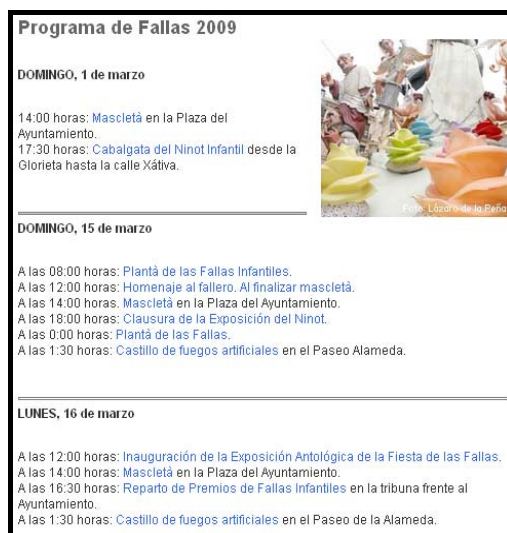 Programa de Fallas 2009
DOMINGO, 1 de marzo
14:00 horas: Mascletà en la Plaza del
Ayuntamiento.
17:30 horas: Cabalgata del Ninot Infantil desde la
Glorieta hasta la calle Xátiva.
Foto: Lázaro de la Peña
DOMINGO, 15 de marzo
A las 08:00 horas: Plantà de las Fallas Infantiles.
A las 12:00 horas: Homenaje al fallero. Al finalizar mascletà.
A las 14:00 horas. Mascletà en la Plaza del Ayuntamiento.
A las 18:00 horas: Clausura de la Exposición del Ninot.
A las 0:00 horas: Plantà de las Fallas.
A las 1:30 horas: Castillo de fuegos artificiales en el Paseo Alameda.
LUNES, 16 de marzo
A las 12:00 horas: Inauguración de la Exposición Antológica de la Fiesta de las Fallas.
A las 14:00 horas: Mascletà en la Plaza del Ayuntamiento.
A las 16:30 horas: Reparto de Premios de Fallas Infantiles en la tribuna frente al
Ayuntamiento.
A las 1:30 horas: Castillo de fuegos artificiales en el Paseo de la Alameda.